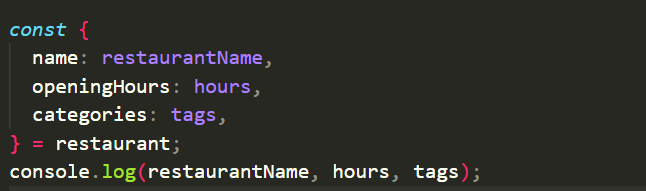 const {
name: restaurantName,
openingHours: hours,
categories: tags,
} = restaurant;
console.log(restaurantName, hours, tags);